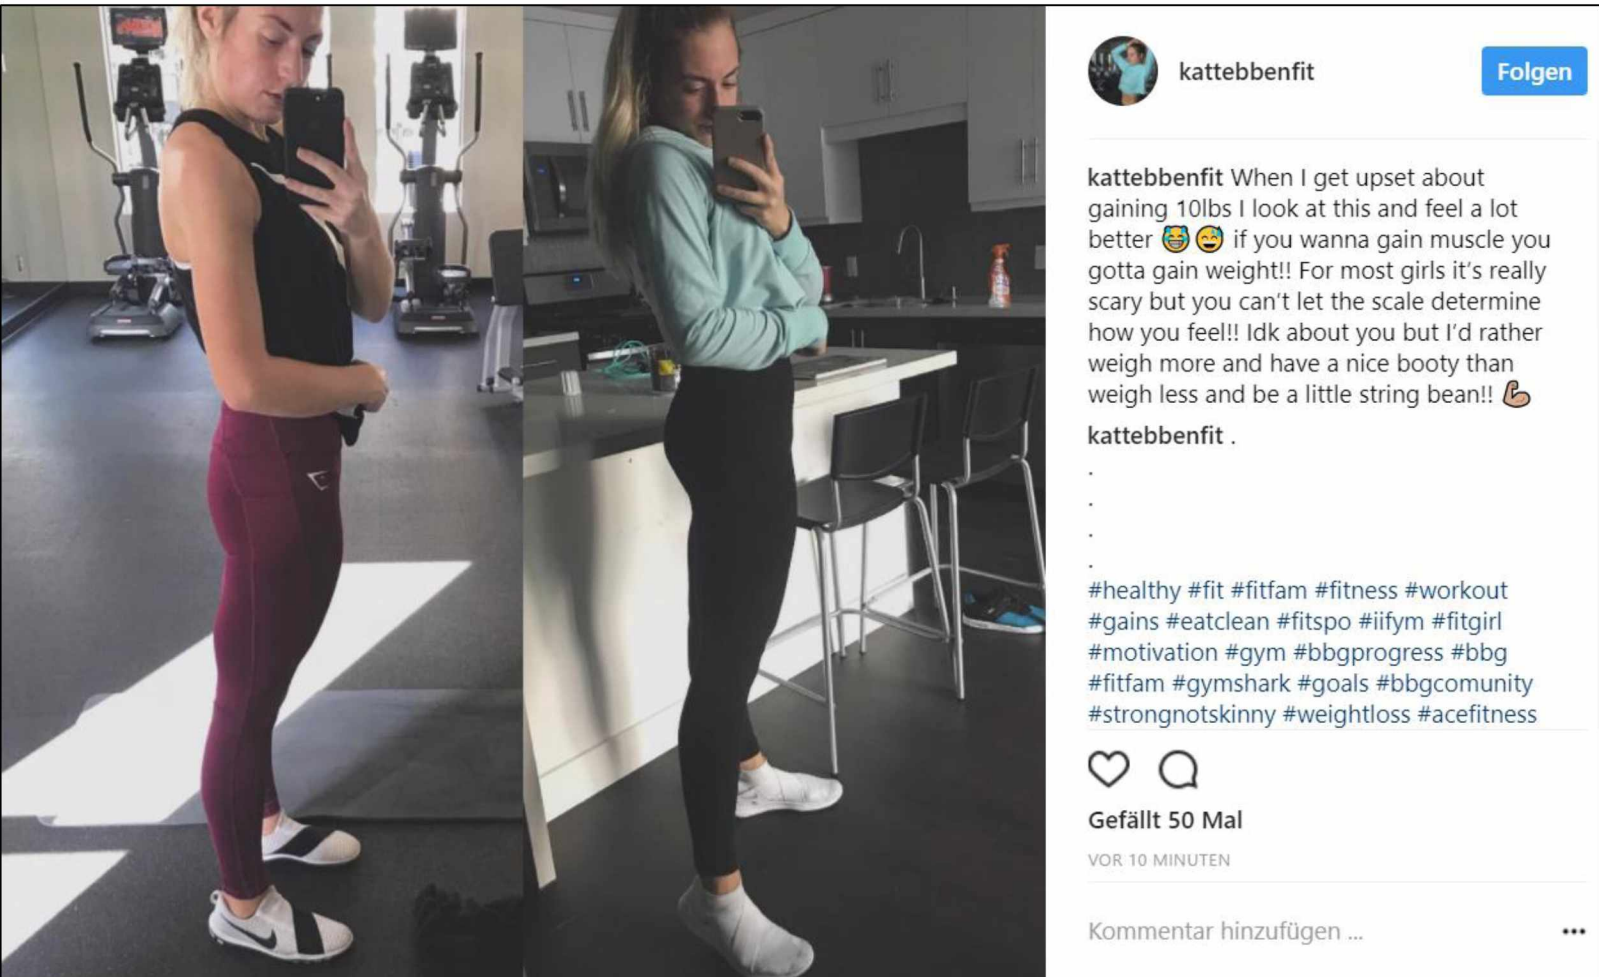 kattebbenfit
Folgen
kattebbenfit When I get upset about
gaining 10lbs I look at this and feel a lot
better 😹😅 if you wanna gain muscle you
gotta gain weight!! For most girls it's really
scary but you can't let the scale determine
how you feel!! Idk about you but I'd rather
weigh more and have a nice booty than
weigh less and be a little string bean!! 💪🏼
kattebbenfit .
.
.
.
.
#healthy #fit #fitfam #fitness #workout
#gains #eatclean #fitspo #iifym #fitgirl
#motivation #gym #bbgprogress #bbg
#fitfam #gymshark #goals #bbgcomunity
#strongnotskinny #weightloss #acefitness
Gefällt 50 Mal
VOR 10 MINUTEN
Kommentar hinzufügen ...